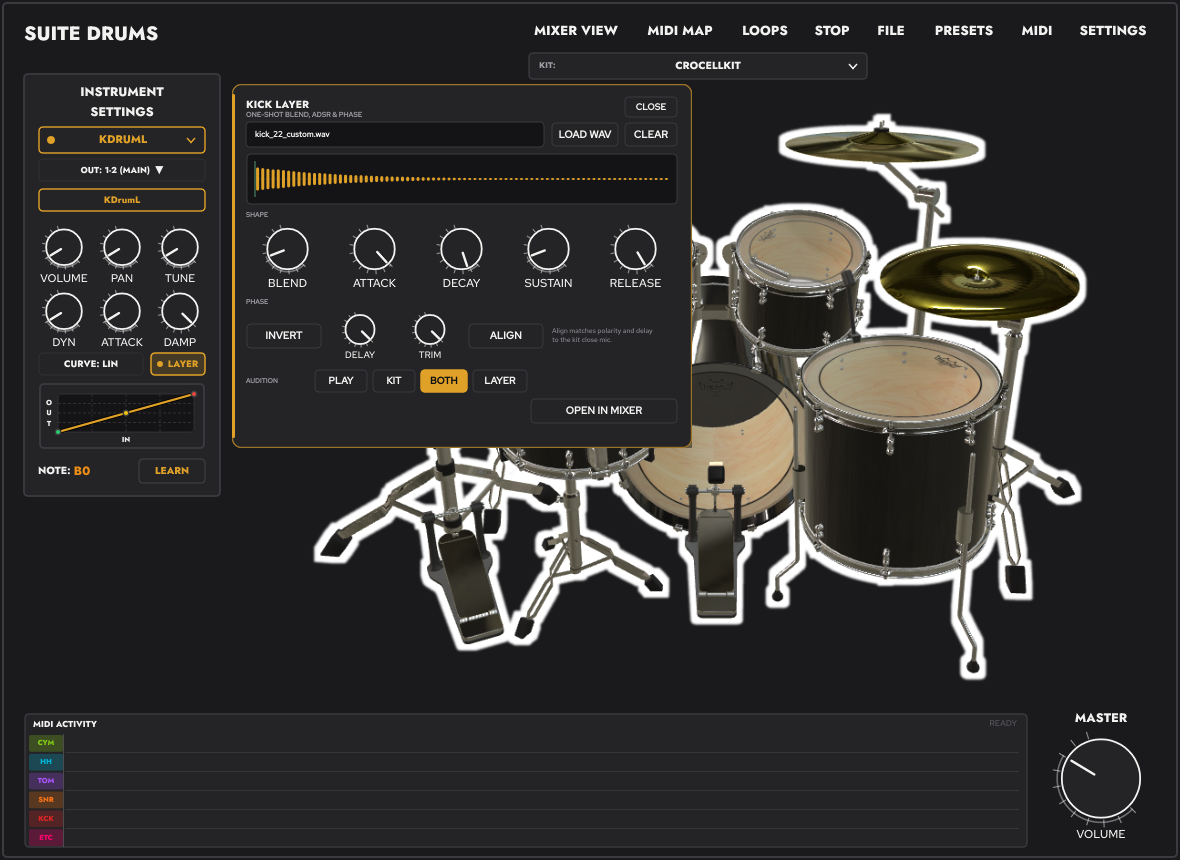 SUITE DRUMS
MIXER VIEW MIDI MAP LOOPS STOP FILE PRESETS MIDI SETTINGS
KIT: CROCELLKIT
INSTRUMENT
SETTINGS
KDRUML
OUT: 1-2 (MAIN) ▼
KDrumL
VOLUME PAN TUNE
DYN ATTACK DAMP
CURVE: LIN LAYER
OUT
IN
NOTE: B0 LEARN
KICK LAYER
ONE-SHOT BLEND, ADSR & PHASE
CLOSE
kick_22_custom.wav LOAD WAV CLEAR
SHAPE
BLEND ATTACK DECAY SUSTAIN RELEASE
PHASE
INVERT DELAY TRIM ALIGN
Align matches polarity and delay
to the kit close mic.
AUDITION PLAY KIT BOTH LAYER
OPEN IN MIXER
MIDI ACTIVITY READY
CYM
HH
TOM
SNR
KCK
ETC
MASTER
VOLUME